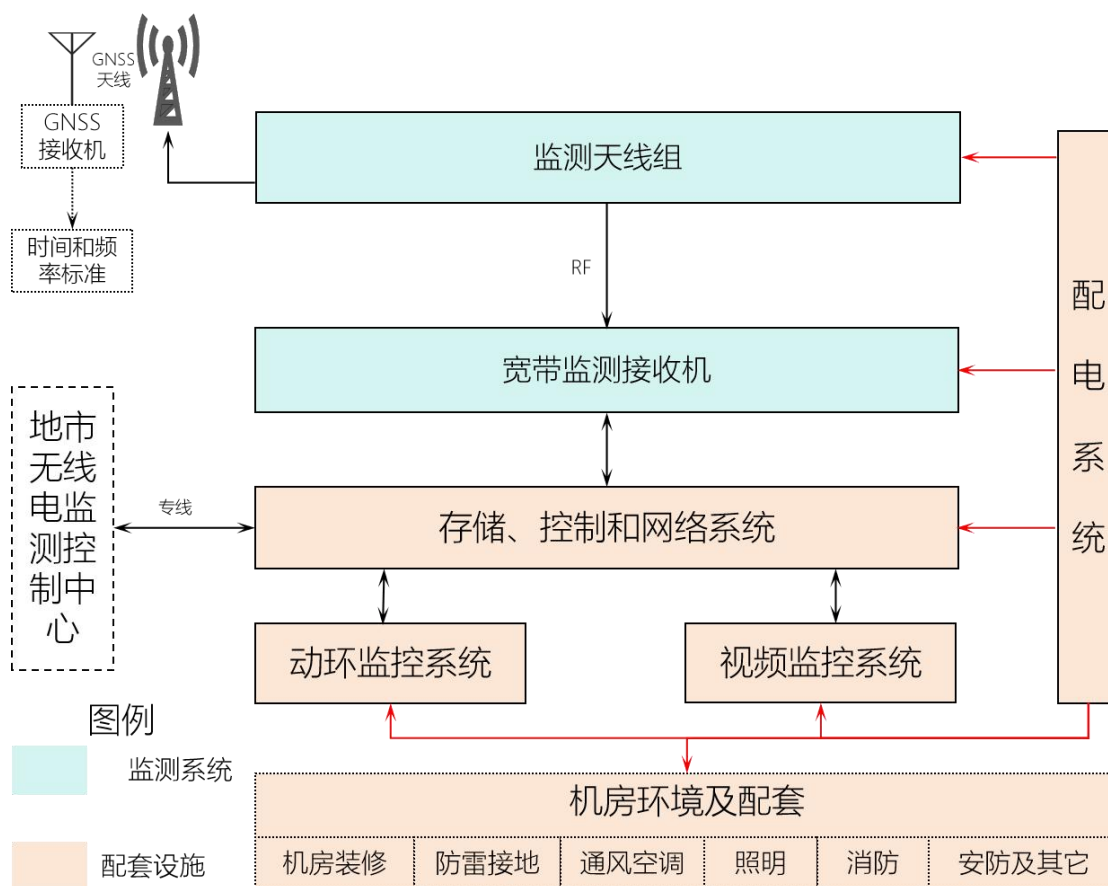 GNSS
天线
GNSS
接收机
时间和频
率标准
监测天线组
RF
宽带监测接收机
配
电
系
统
地市
无线
电监
测控
制中
心
专线
存储、控制和网络系统
动环监控系统
视频监控系统
图例
监测系统
配套设施
机房环境及配套
机房装修
防雷接地
通风空调
照明
消防
安防及其它